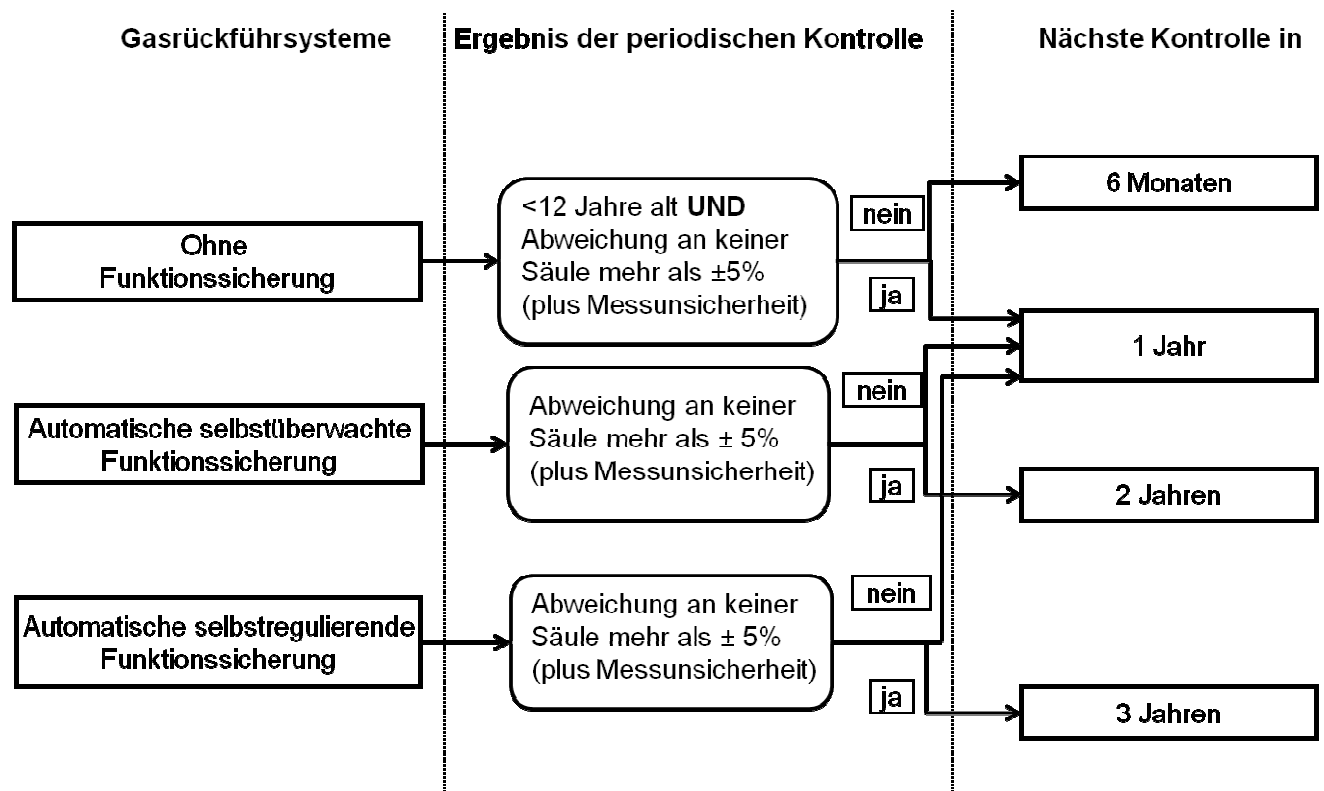 Gasrückführsysteme
Ergebnis der periodischen Kontrolle
Nächste Kontrolle in
Ohne
Funktionssicherung
<12 Jahre alt UND
Abweichung an keiner
Säule mehr als ±5%
(plus Messunsicherheit)
nein
ja
6 Monaten
1 Jahr
Automatische selbstüberwachte
Funktionssicherung
Abweichung an keiner
Säule mehr als ± 5%
(plus Messunsicherheit)
nein
ja
2 Jahren
Automatische selbstregulierende
Funktionssicherung
Abweichung an keiner
Säule mehr als ± 5%
(plus Messunsicherheit)
nein
ja
3 Jahren